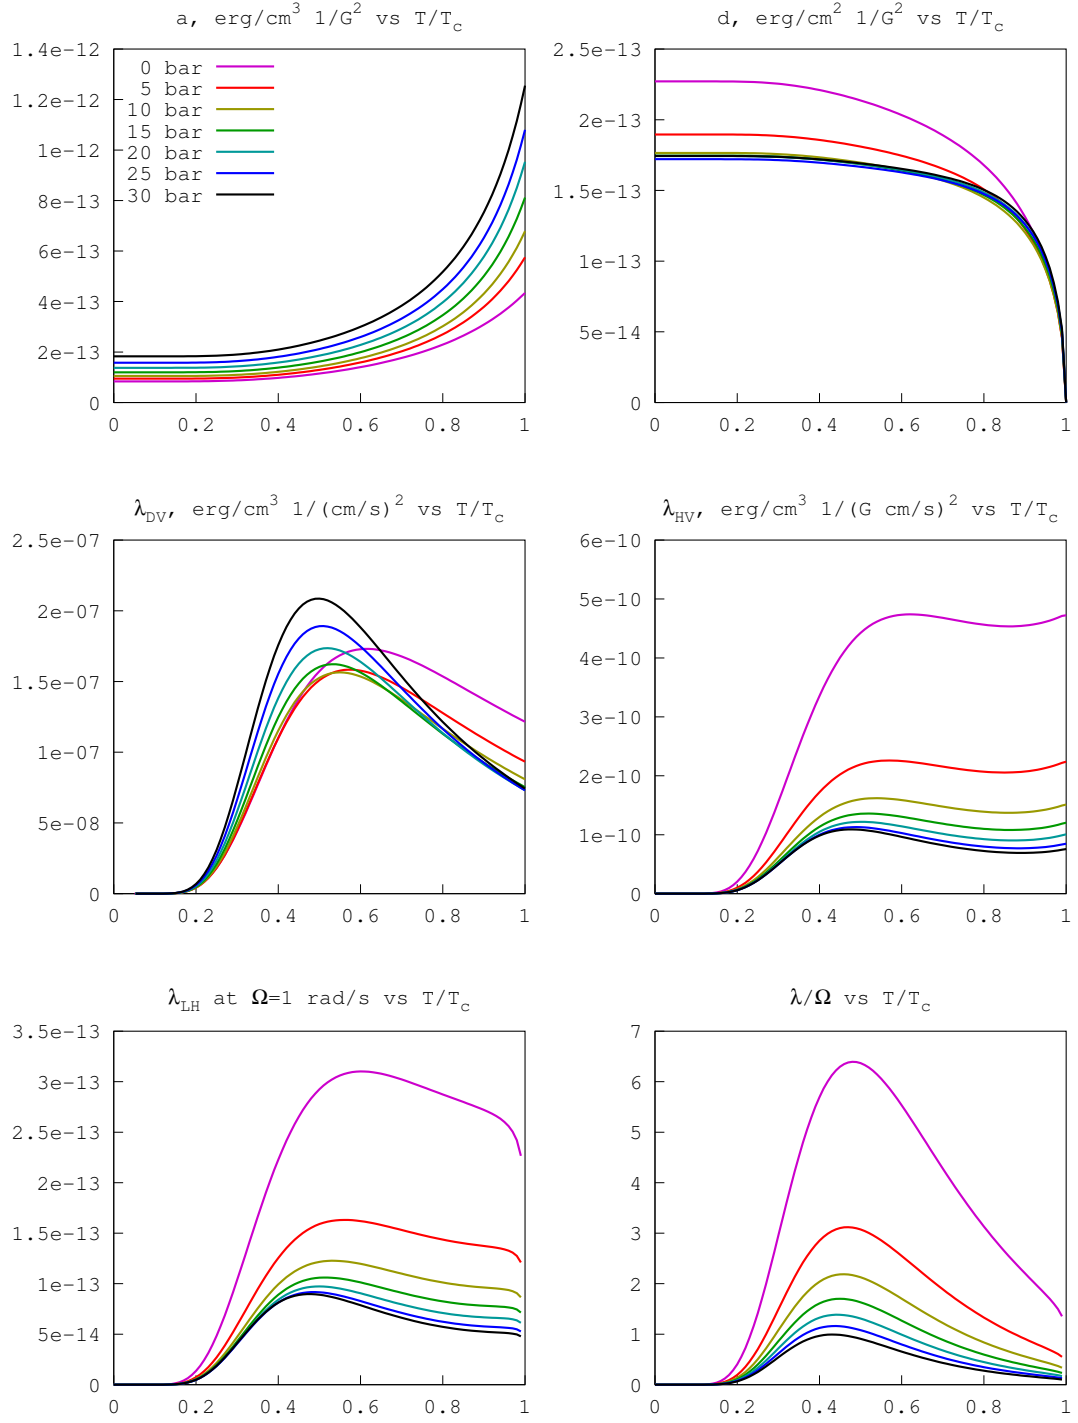 a, erg/cm³ 1/G² vs T/T_c
1.4e-12
1.2e-12
1e-12
8e-13
6e-13
4e-13
2e-13
0
0 bar
5 bar
10 bar
15 bar
20 bar
25 bar
30 bar
0 0.2 0.4 0.6 0.8 1
d, erg/cm² 1/G² vs T/T_c
2.5e-13
2e-13
1.5e-13
1e-13
5e-14
0
0 0.2 0.4 0.6 0.8 1
λ_DV, erg/cm³ 1/(cm/s)² vs T/T_c
2.5e-07
2e-07
1.5e-07
1e-07
5e-08
0
0 0.2 0.4 0.6 0.8 1
λ_HV, erg/cm³ 1/(G cm/s)² vs T/T_c
6e-10
5e-10
4e-10
3e-10
2e-10
1e-10
0
0 0.2 0.4 0.6 0.8 1
λ_LH at Ω=1 rad/s vs T/T_c
3.5e-13
3e-13
2.5e-13
2e-13
1.5e-13
1e-13
5e-14
0
0 0.2 0.4 0.6 0.8 1
λ/Ω vs T/T_c
7
6
5
4
3
2
1
0
0 0.2 0.4 0.6 0.8 1